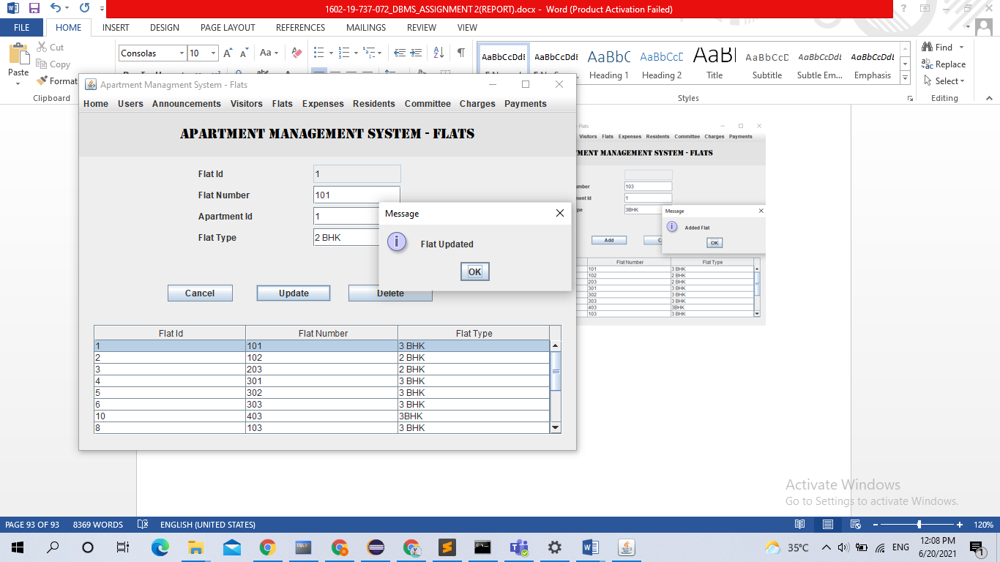 1602-19-737-072_DBMS_ASSIGNMENT 2(REPORT).docx - Word (Product Activation Failed)
FILE HOME INSERT DESIGN PAGE LAYOUT REFERENCES MAILINGS REVIEW VIEW
Paste
Cut
Copy
Format
Clipboard
Consolas 10
AaBbCcDdE AaBbCcDdE AaBbC AaBbCcD AaB AaBbCcD AaBbCcDdE AaBbCcDdE
Heading 1 Heading 2 Title Subtitle Subtle Em... Emphasis
Styles
Find
Replace
Select
Editing
Apartment Managment System - Flats
Home Users Announcements Visitors Flats Expenses Residents Committee Charges Payments
APARTMENT MANAGEMENT SYSTEM - FLATS
Flat Id 1
Flat Number 101
Apartment Id 1
Flat Type 2 BHK
Message
Flat Updated
OK
Cancel Update Delete
Flat Id Flat Number Flat Type
1 101 3 BHK
2 102 2 BHK
3 203 2 BHK
4 301 3 BHK
5 302 3 BHK
6 303 3 BHK
10 403 3BHK
8 103 3 BHK
- Flats
Visitors Flats Expenses Residents Committee Charges Payments
MENT MANAGEMENT SYSTEM - FLATS
umber 103
ment Id 1
pe 3BHK
Message
Added Flat
OK
Add C
Flat Number Flat Type
101 3 BHK
102 2 BHK
203 2 BHK
301 3 BHK
302 3 BHK
303 3 BHK
403 3BHK
103 3 BHK
Activate Windows
Go to Settings to activate Windows.
PAGE 93 OF 93 8369 WORDS ENGLISH (UNITED STATES) 120%
35°C ENG 12:08 PM
6/20/2021
1